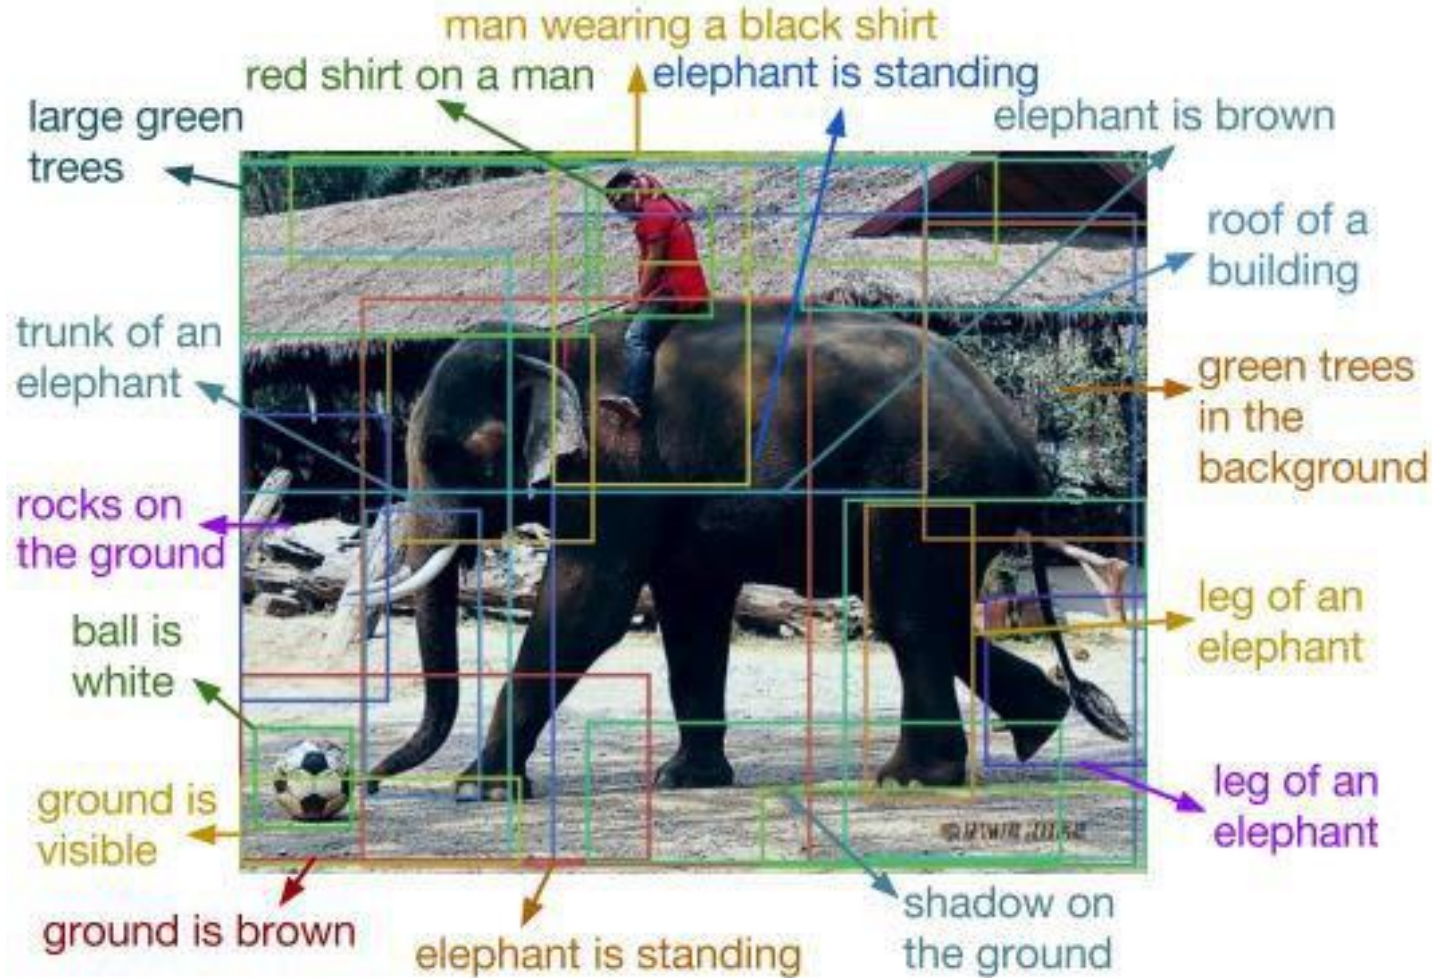 man wearing a black shirt
red shirt on a man
elephant is standing
large green
trees
elephant is brown
roof of a
building
trunk of an
elephant
green trees
in the
background
rocks on
the ground
leg of an
elephant
ball is
white
leg of an
elephant
ground is
visible
shadow on
the ground
ground is brown
elephant is standing